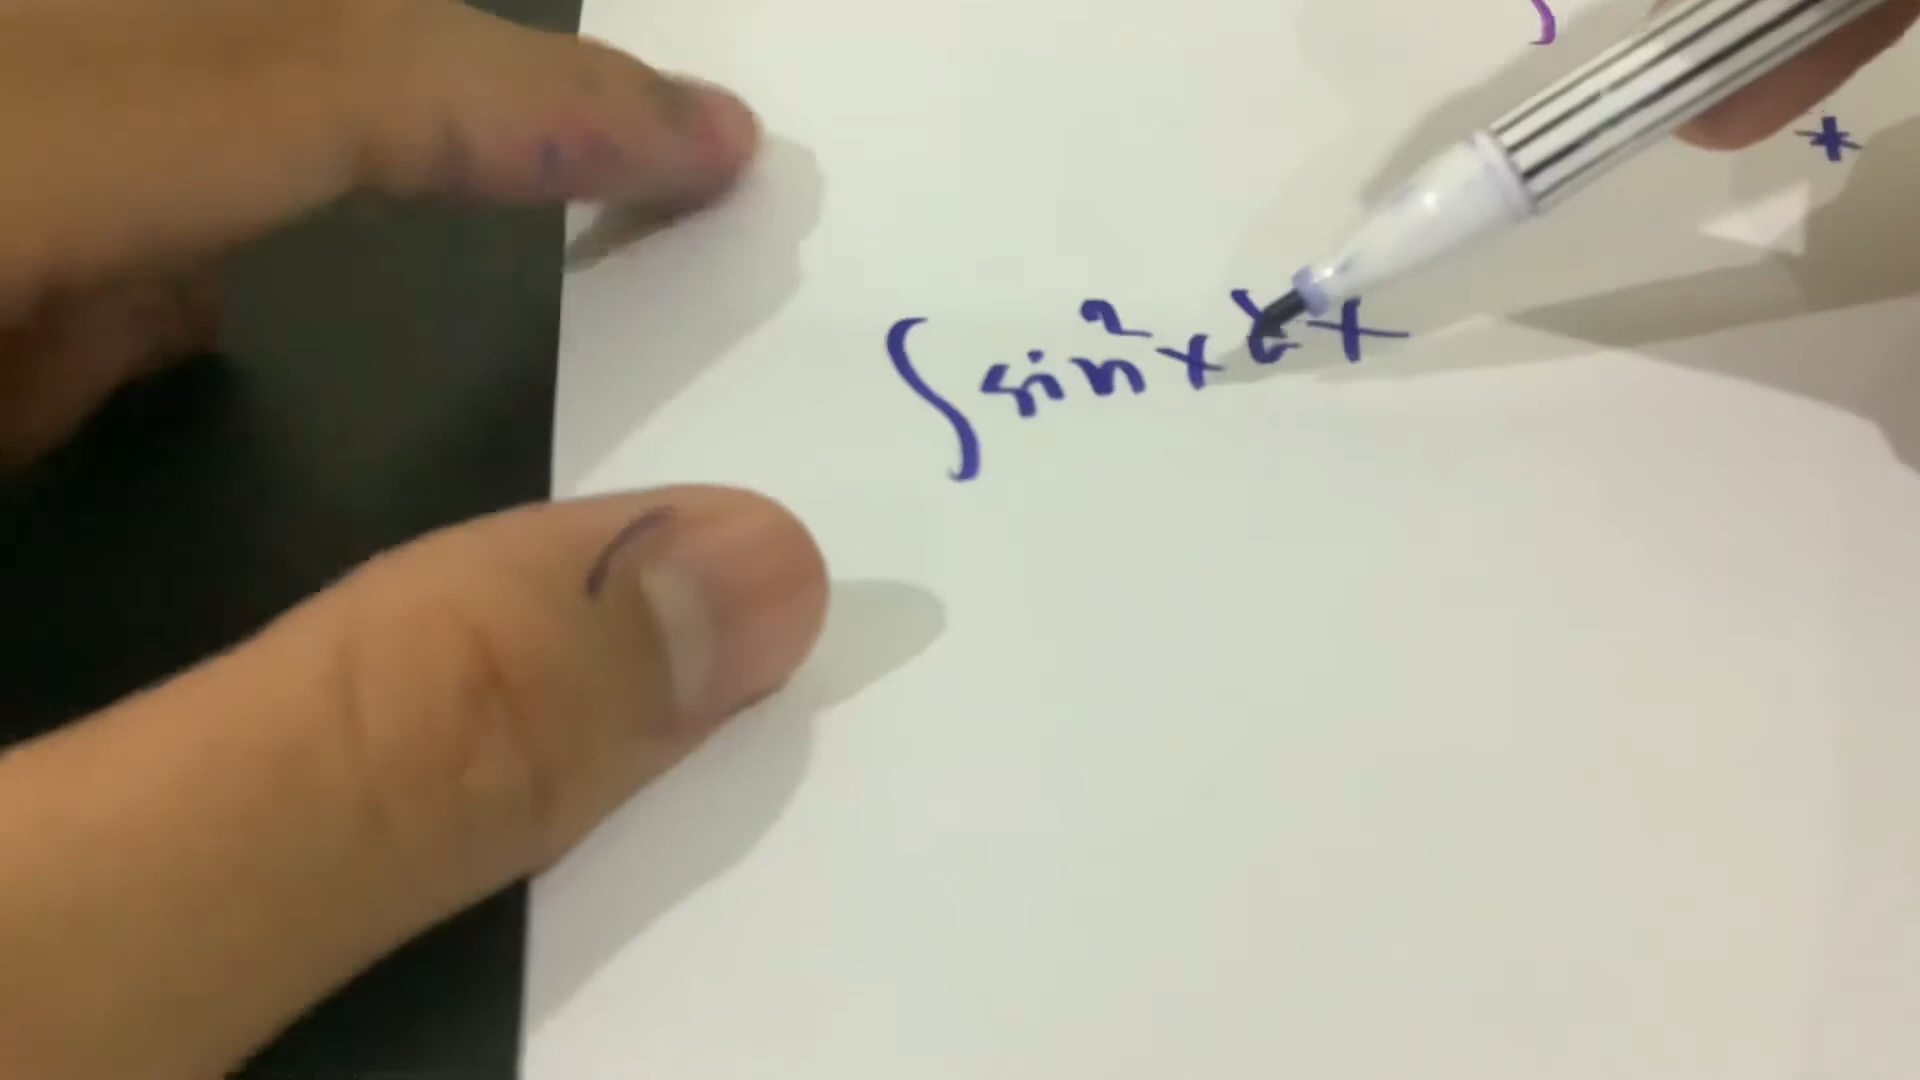 *
∫ sin²x dx